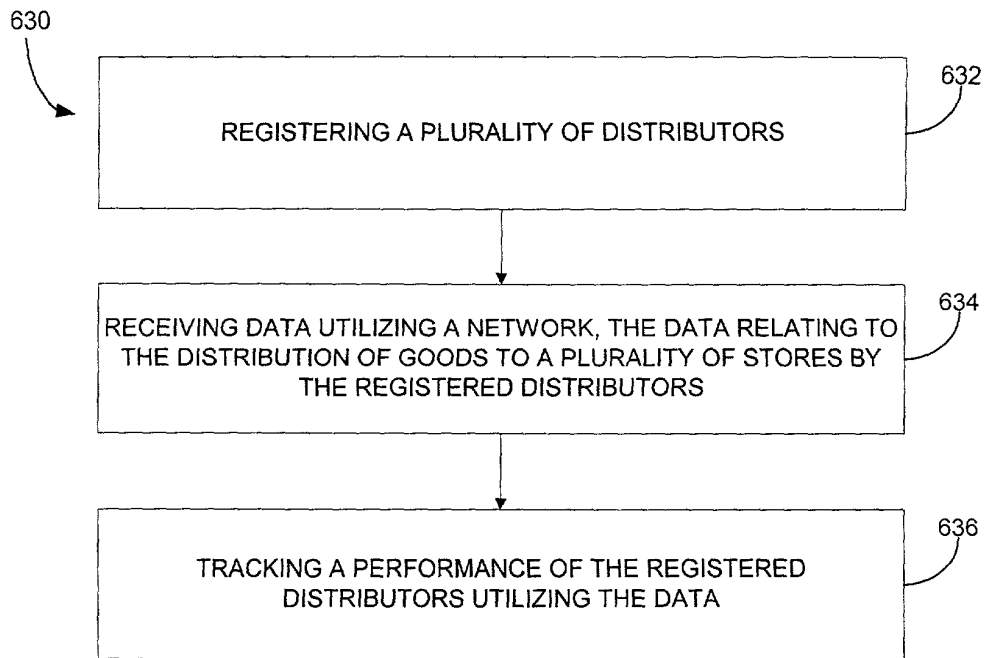 630
632
REGISTERING A PLURALITY OF DISTRIBUTORS
634
RECEIVING DATA UTILIZING A NETWORK, THE DATA RELATING TO
THE DISTRIBUTION OF GOODS TO A PLURALITY OF STORES BY
THE REGISTERED DISTRIBUTORS
636
TRACKING A PERFORMANCE OF THE REGISTERED
DISTRIBUTORS UTILIZING THE DATA